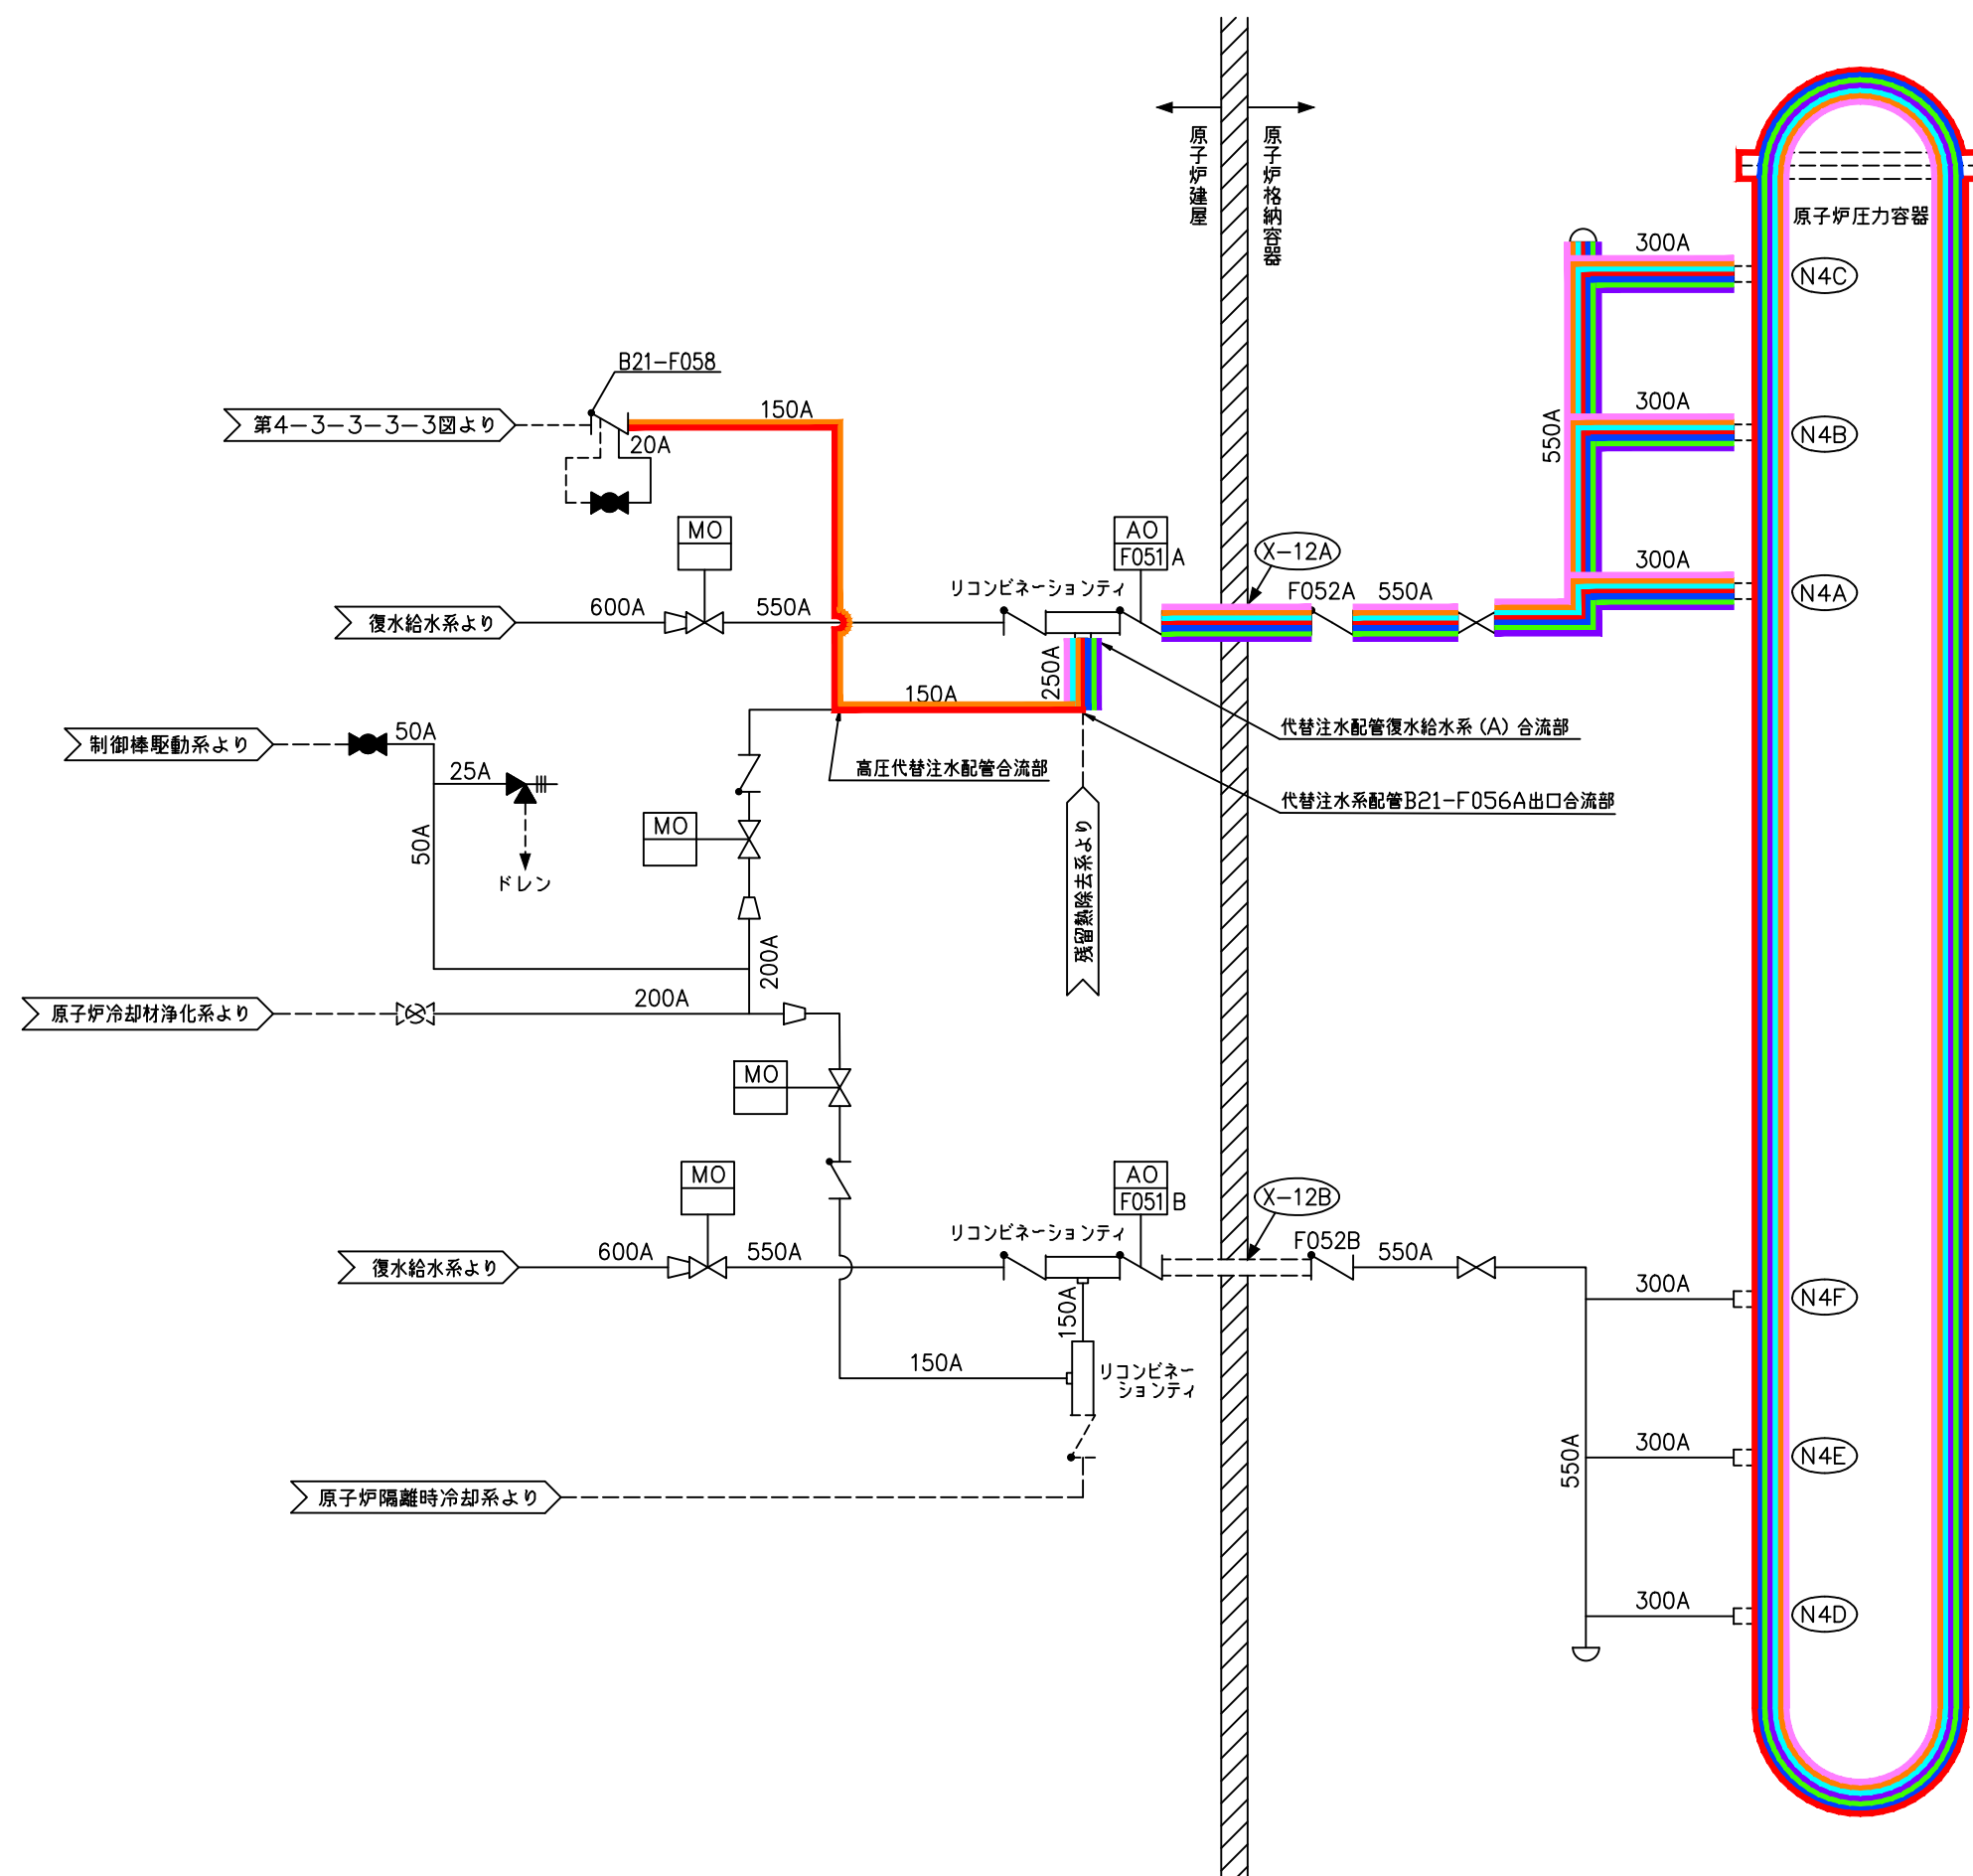 原子炉建屋
原子炉格納容器
原子炉圧力容器
300A
N4C
B21-F058
第4-3-3-3-3図より
150A
20A
300A
N4B
550A
MO
AO
F051 A
X-12A
リコンビネーションティ
F052A
550A
300A
N4A
復水給水系より
600A
550A
250A
150A
代替注水配管復水給水系(A)合流部
制御棒駆動系より
50A
25A
高圧代替注水配管合流部
代替注水系配管B21-F056A出口合流部
MO
50A
ドレン
残留熱除去系より
200A
原子炉冷却材浄化系より
200A
MO
MO
AO
F051 B
X-12B
リコンビネーションティ
F052B
550A
復水給水系より
600A
550A
300A
N4F
150A
150A
リコンビネー
ションティ
550A
300A
N4E
原子炉隔離時冷却系より
300A
N4D